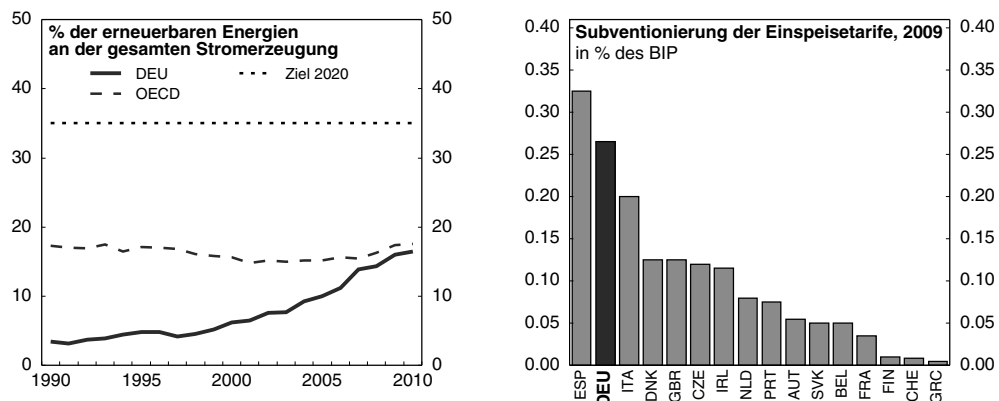 % der erneuerbaren Energien
an der gesamten Stromerzeugung
DEU
Ziel 2020
OECD
50
40
30
20
10
0
50
40
30
20
10
0
1990
1995
2000
2005
2010
Subventionierung der Einspeisetarife, 2009
in % des BIP
0.40
0.35
0.30
0.25
0.20
0.15
0.10
0.05
0.00
0.40
0.35
0.30
0.25
0.20
0.15
0.10
0.05
0.00
ESP
DEU
ITA
DNK
GBR
CZE
IRL
NLD
PRT
AUT
SVK
BEL
FRA
FIN
CHE
GRC